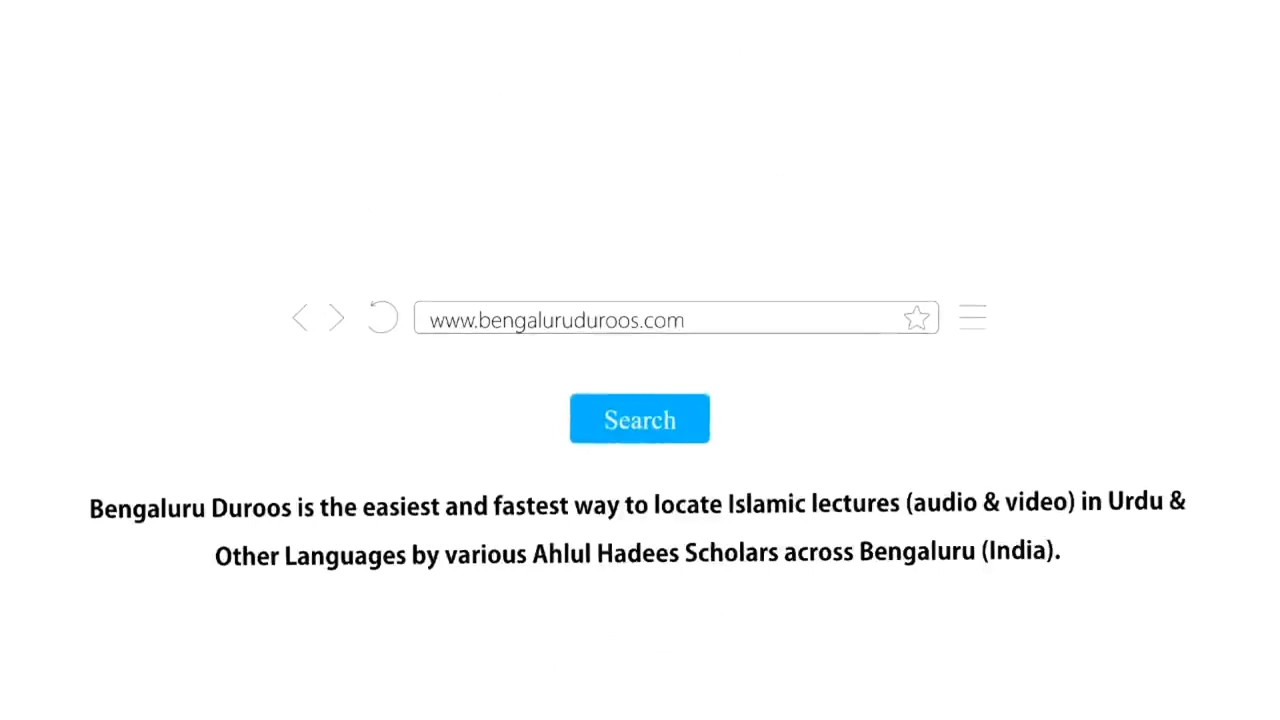 www.bengaluruduroos.com
Search
Bengaluru Duroos is the easiest and fastest way to locate Islamic lectures (audio & video) in Urdu &
Other Languages by various Ahlul Hadees Scholars across Bengaluru (India).